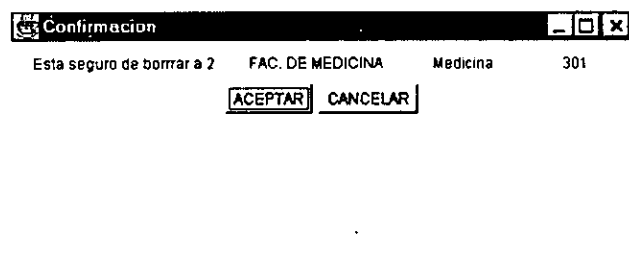 Confirmacion
Esta seguro de borrrar a 2 FAC. DE MEDICINA Medicina 301
ACEPTAR CANCELAR